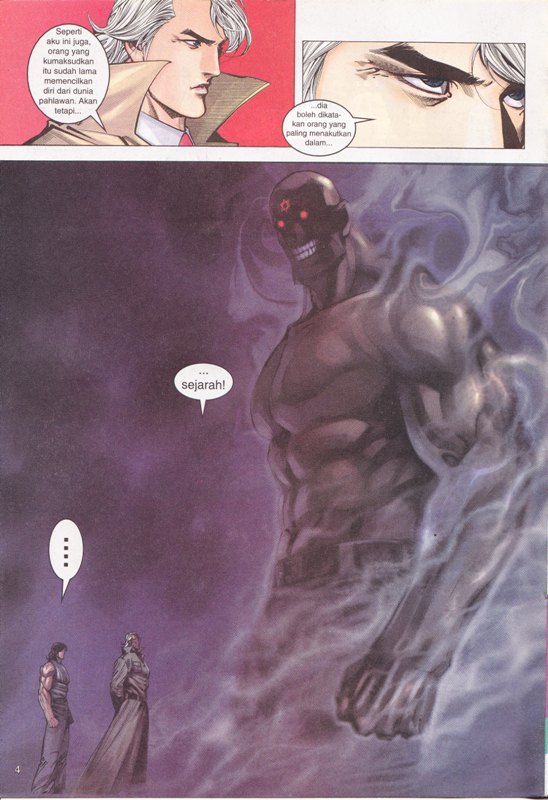 Seperti
aku ini juga,
orang yang
kumaksudkan
itu sudah lama
memencilkan
diri dari dunia
pahlawan. Akan
tetapi...
...dia
boleh dikata-
kan orang yang
paling menakutkan
dalam...
...
sejarah!
....
4